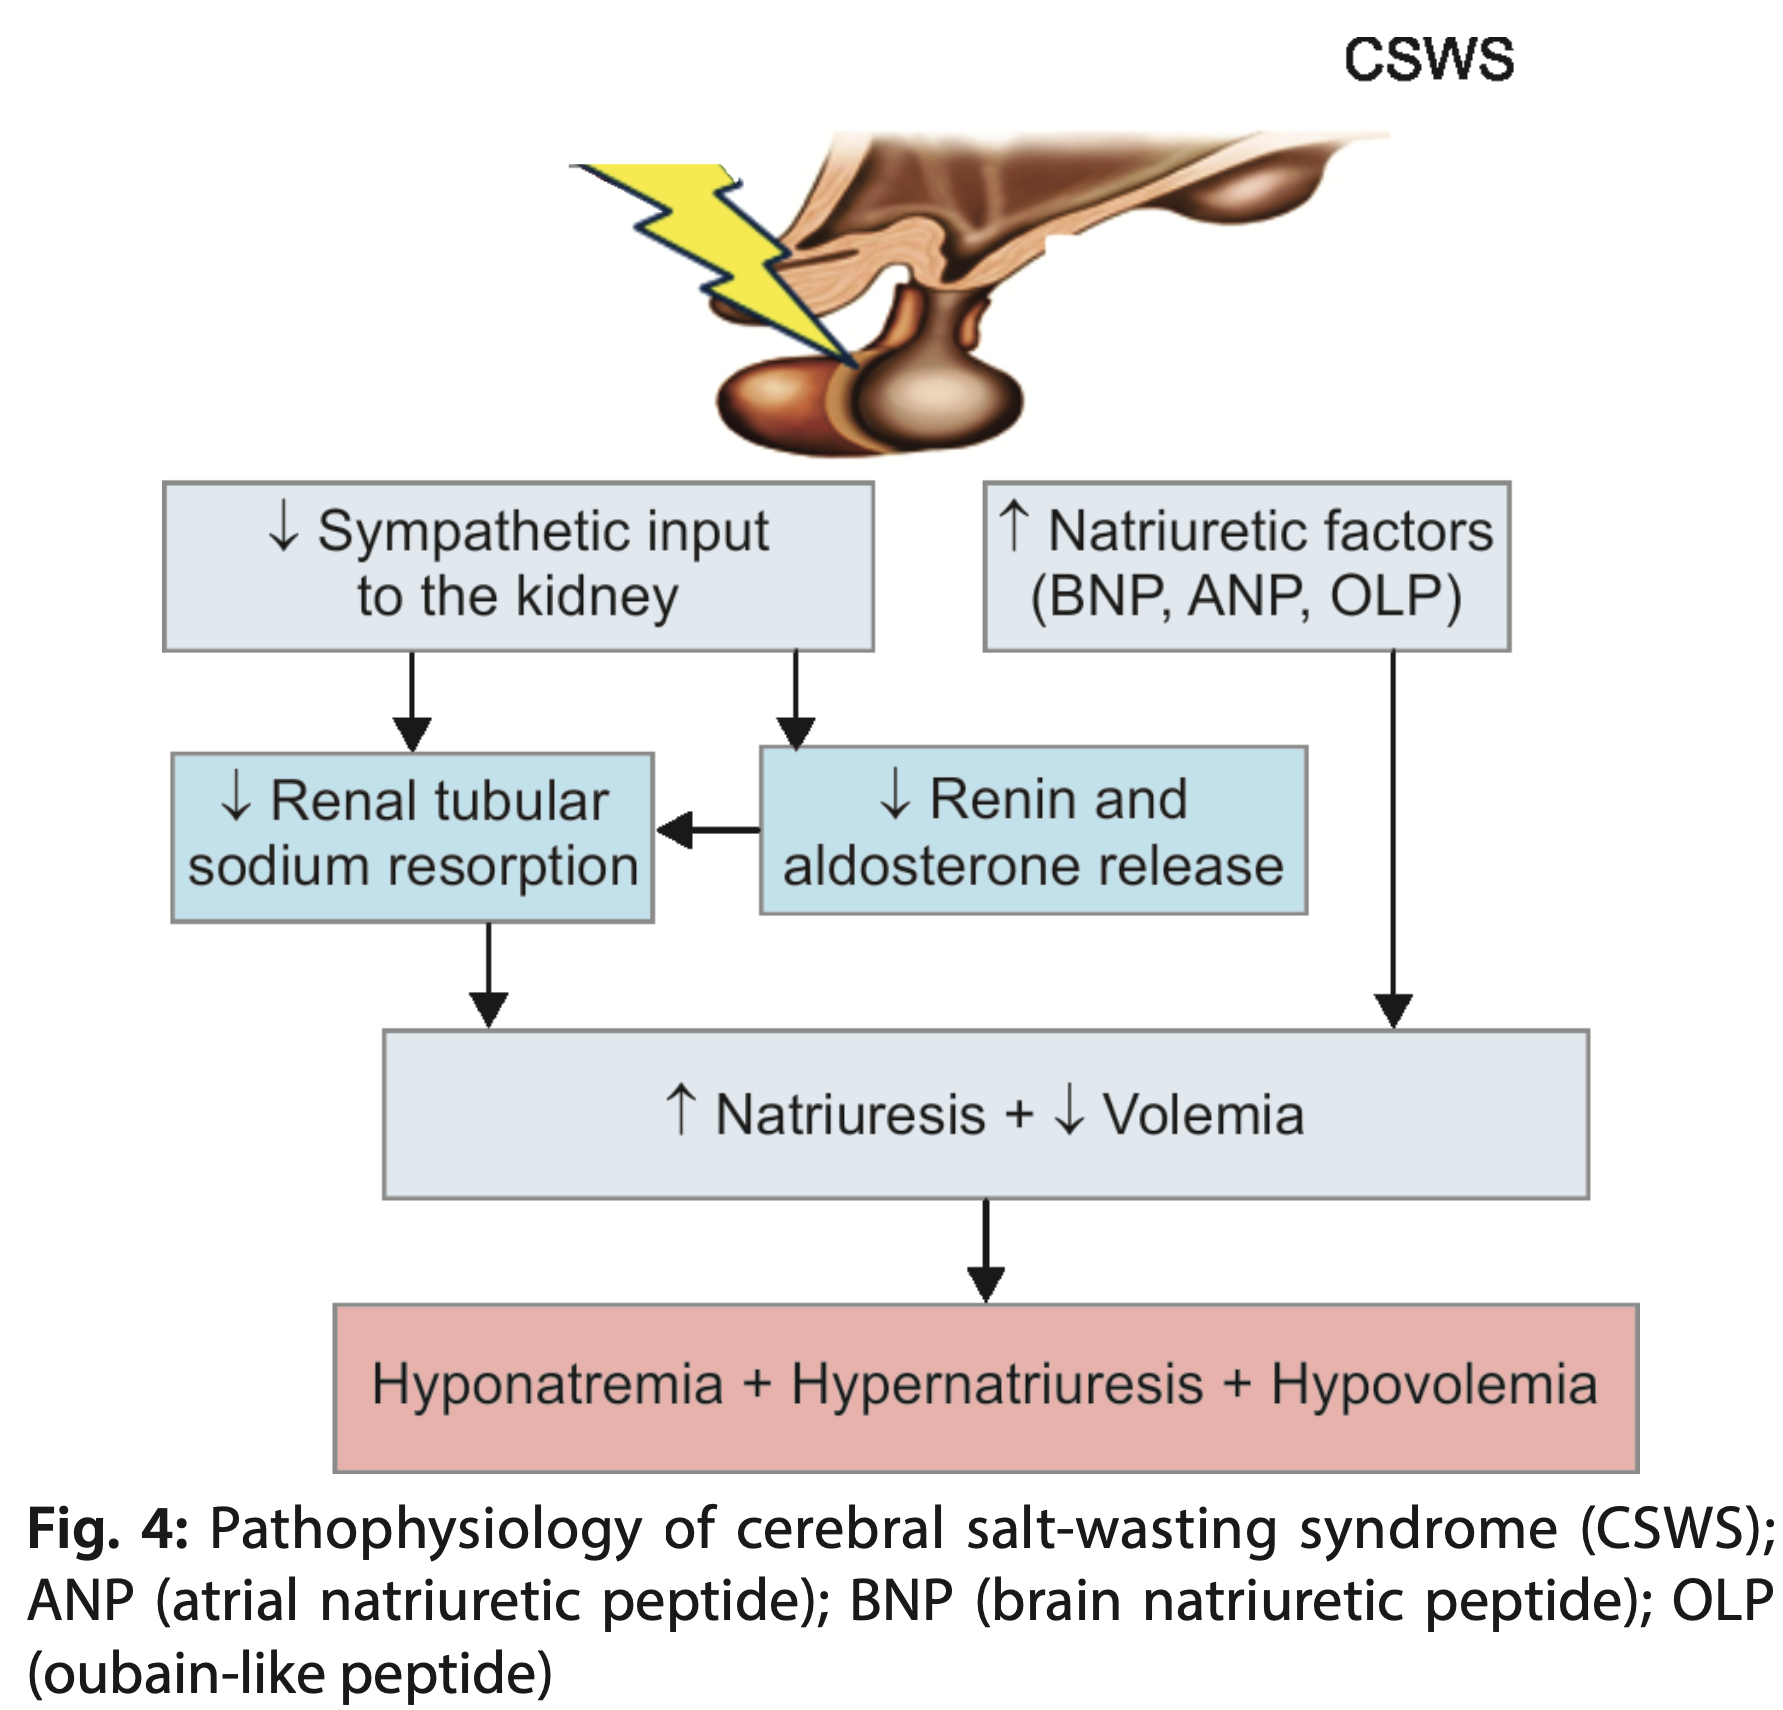 CSWS
↓ Sympathetic input
to the kidney
↑ Natriuretic factors
(BNP, ANP, OLP)
↓ Renal tubular
sodium resorption
↓ Renin and
aldosterone release
↑ Natriuresis + ↓ Volemia
Hyponatremia + Hypernatriuresis + Hypovolemia
Fig. 4: Pathophysiology of cerebral salt-wasting syndrome (CSWS);
ANP (atrial natriuretic peptide); BNP (brain natriuretic peptide); OLP
(oubain-like peptide)